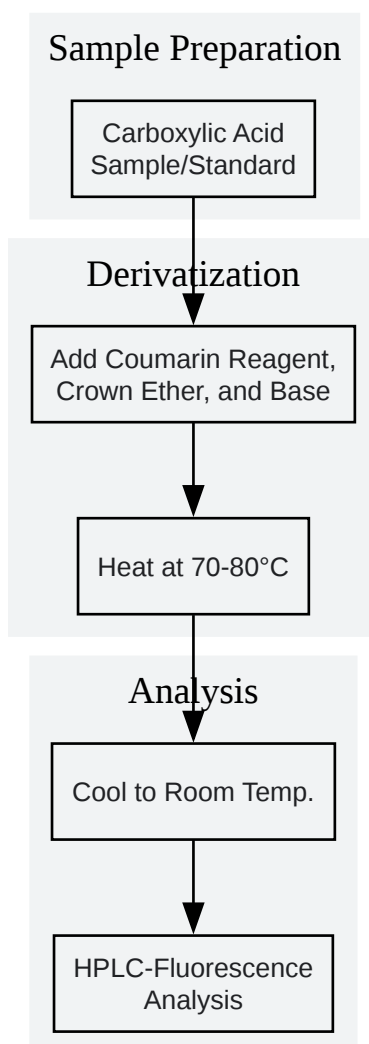 Sample Preparation
Carboxylic Acid
Sample/Standard
Derivatization
Add Coumarin Reagent,
Crown Ether, and Base
Heat at 70-80°C
Analysis
Cool to Room Temp.
HPLC-Fluorescence
Analysis